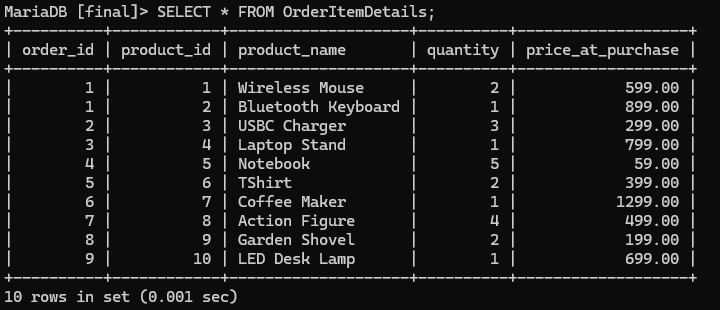 MariaDB [final]> SELECT * FROM OrderItemDetails;
+----------+------------+--------------------+----------+-------------------+
| order_id | product_id | product_name       | quantity | price_at_purchase |
+----------+------------+--------------------+----------+-------------------+
|        1 |          1 | Wireless Mouse     |        2 |            599.00 |
|        1 |          2 | Bluetooth Keyboard |        1 |            899.00 |
|        2 |          3 | USBC Charger       |        3 |            299.00 |
|        3 |          4 | Laptop Stand       |        1 |            799.00 |
|        4 |          5 | Notebook           |        5 |             59.00 |
|        5 |          6 | TShirt             |        2 |            399.00 |
|        6 |          7 | Coffee Maker       |        1 |           1299.00 |
|        7 |          8 | Action Figure      |        4 |            499.00 |
|        8 |          9 | Garden Shovel      |        2 |            199.00 |
|        9 |         10 | LED Desk Lamp      |        1 |            699.00 |
+----------+------------+--------------------+----------+-------------------+
10 rows in set (0.001 sec)